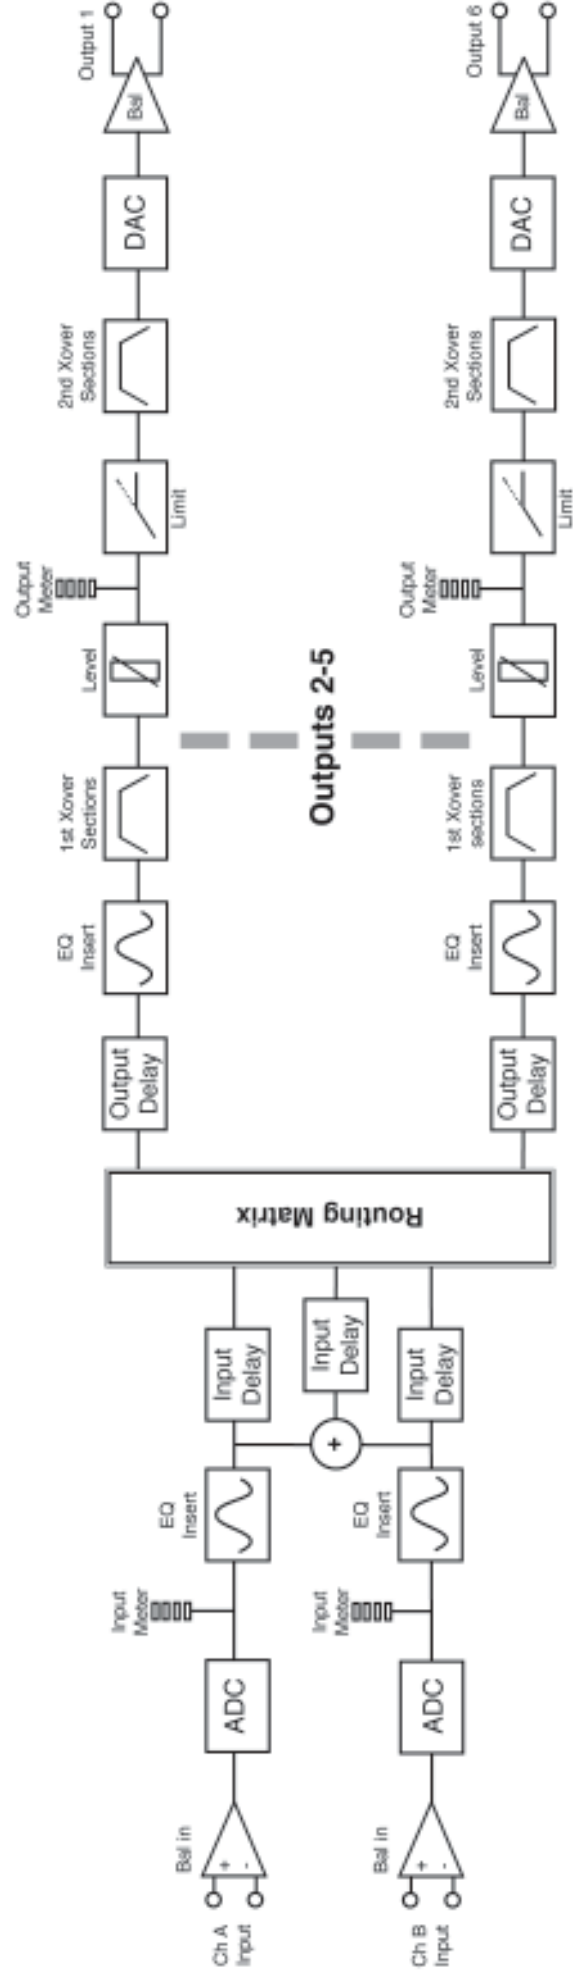 Ch A
Input
Bal in
+
-
ADC
Input
Meter
EQ
Insert
Input
Delay
Ch B
Input
Bal in
+
-
ADC
Input
Meter
EQ
Insert
Input
Delay
+
Input
Delay
Routing Matrix
Output
Delay
EQ
Insert
1st Xover
Sections
Level
Output
Meter
Limit
2nd Xover
Sections
DAC
Bal
Output 1
Outputs 2-5
Output
Delay
EQ
Insert
1st Xover
sections
Level
Output
Meter
Limit
2nd Xover
Sections
DAC
Bal
Output 6